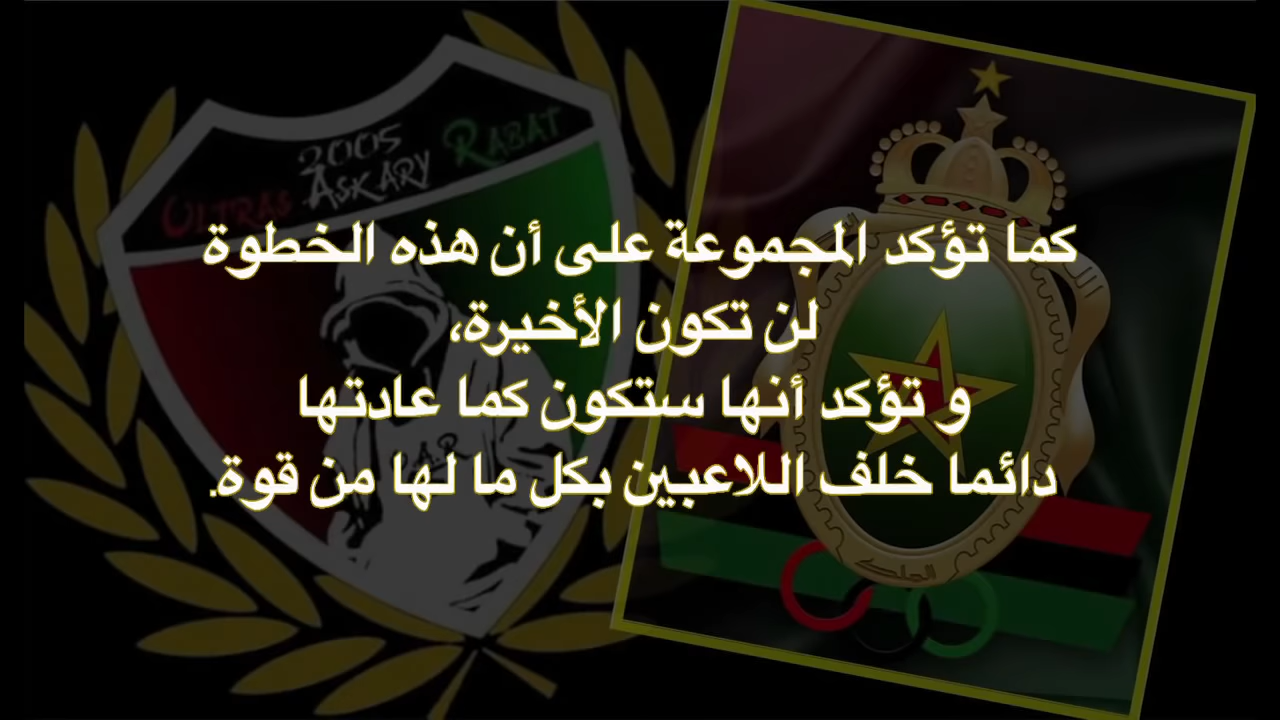 2005
ULTRAS ASKARY RABAT
كما تؤكد المجموعة على أن هذه الخطوة
لن تكون الأخيرة،
و تؤكد أنها ستكون كما عادتها
دائما خلف اللاعبين بكل ما لها من قوة.
U.A.R
الملكي